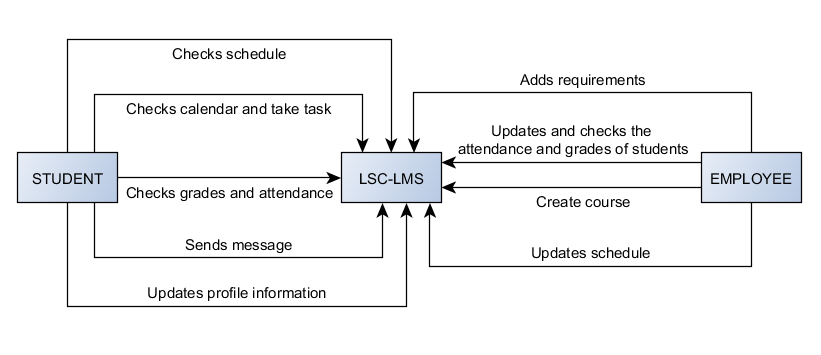 Checks schedule
Adds requirements
Checks calendar and take task
Updates and checks the
attendance and grades of students
STUDENT
LSC-LMS
EMPLOYEE
Checks grades and attendance
Create course
Sends message
Updates schedule
Updates profile information